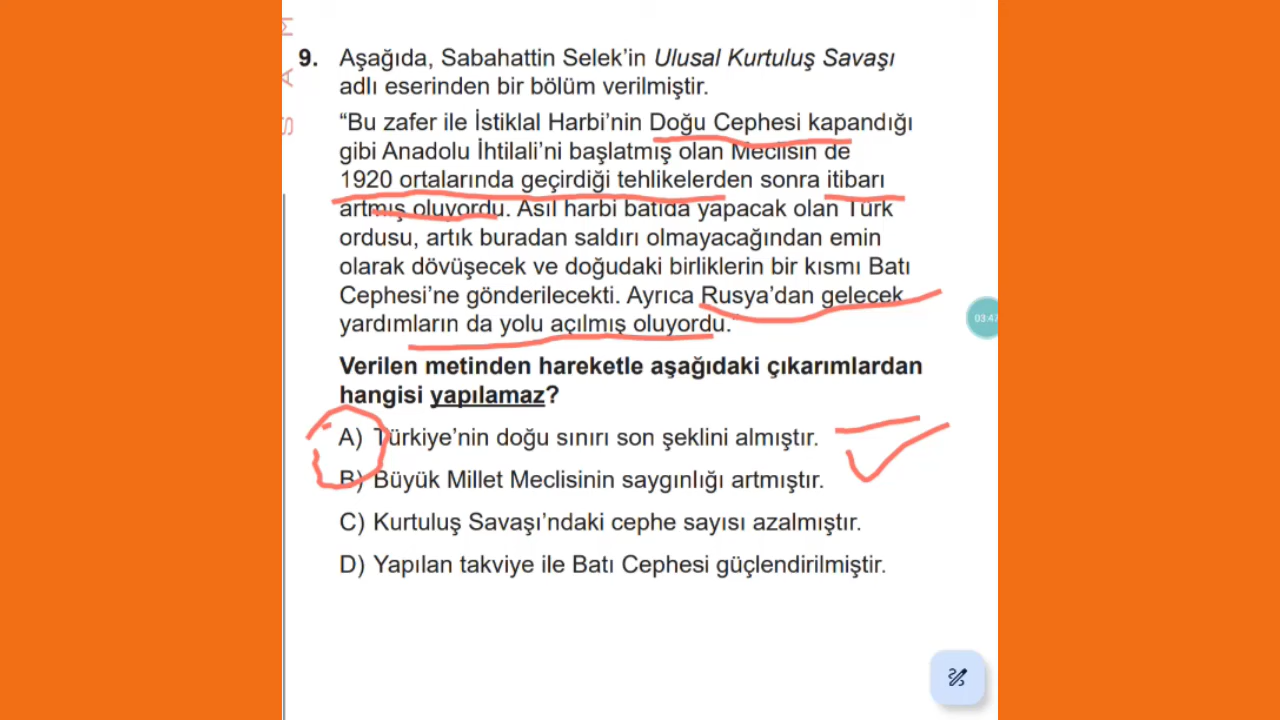 S A M
9. Aşağıda, Sabahattin Selek’in Ulusal Kurtuluş Savaşı
adlı eserinden bir bölüm verilmiştir.
“Bu zafer ile İstiklal Harbi’nin Doğu Cephesi kapandığı
gibi Anadolu İhtilali’ni başlatmış olan Meclisin de
1920 ortalarında geçirdiği tehlikelerden sonra itibarı
artmış oluyordu. Asıl harbi batıda yapacak olan Türk
ordusu, artık buradan saldırı olmayacağından emin
olarak dövüşecek ve doğudaki birliklerin bir kısmı Batı
Cephesi’ne gönderilecekti. Ayrıca Rusya’dan gelecek
yardımların da yolu açılmış oluyordu.”
03:47
Verilen metinden hareketle aşağıdaki çıkarımlardan
hangisi yapılamaz?
A) Türkiye’nin doğu sınırı son şeklini almıştır.
B) Büyük Millet Meclisinin saygınlığı artmıştır.
C) Kurtuluş Savaşı’ndaki cephe sayısı azalmıştır.
D) Yapılan takviye ile Batı Cephesi güçlendirilmiştir.